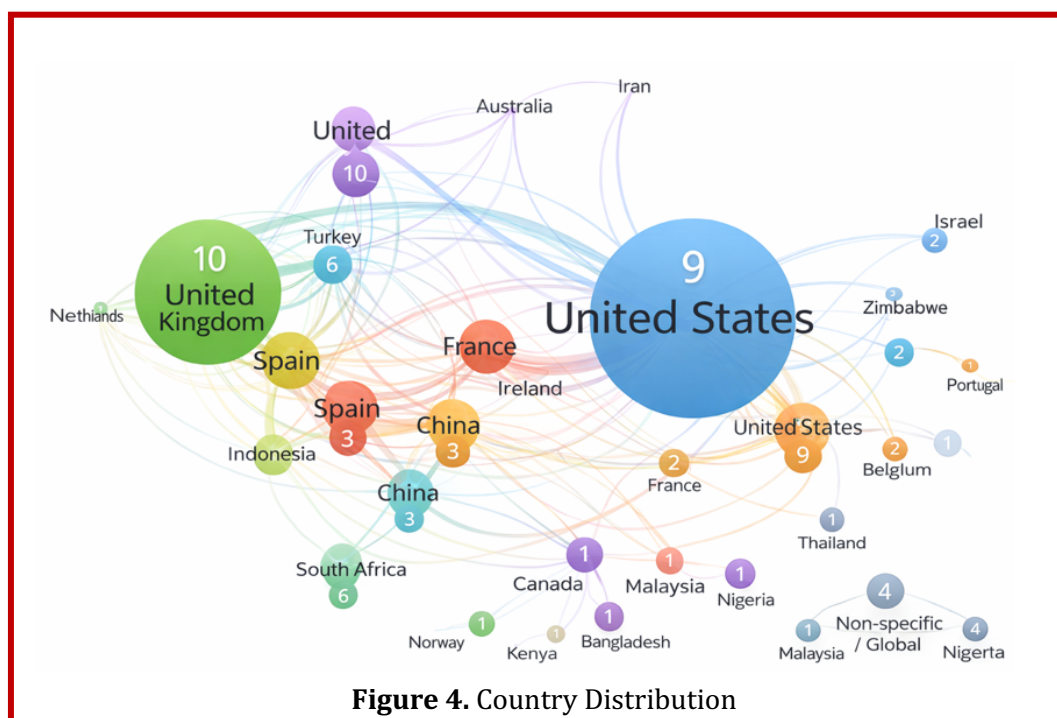 Iran
Australia
United
10
Turkey
6
10
United
Kingdom
9
United States
Israel
2
Zimbabwe
2
1
Portugal
Nethlands
Spain
France
Ireland
Spain
3
China
3
United States
9
Indonesia
2
France
2
Belglum
1
China
3
1
Thailand
South Africa
6
1
Canada
1
Malaysia
1
Nigeria
4
Non-specific
/ Global
1
Malaysia
4
Nigerta
Norway
1
Kenya
1
Bangladesh
1
Figure 4. Country Distribution